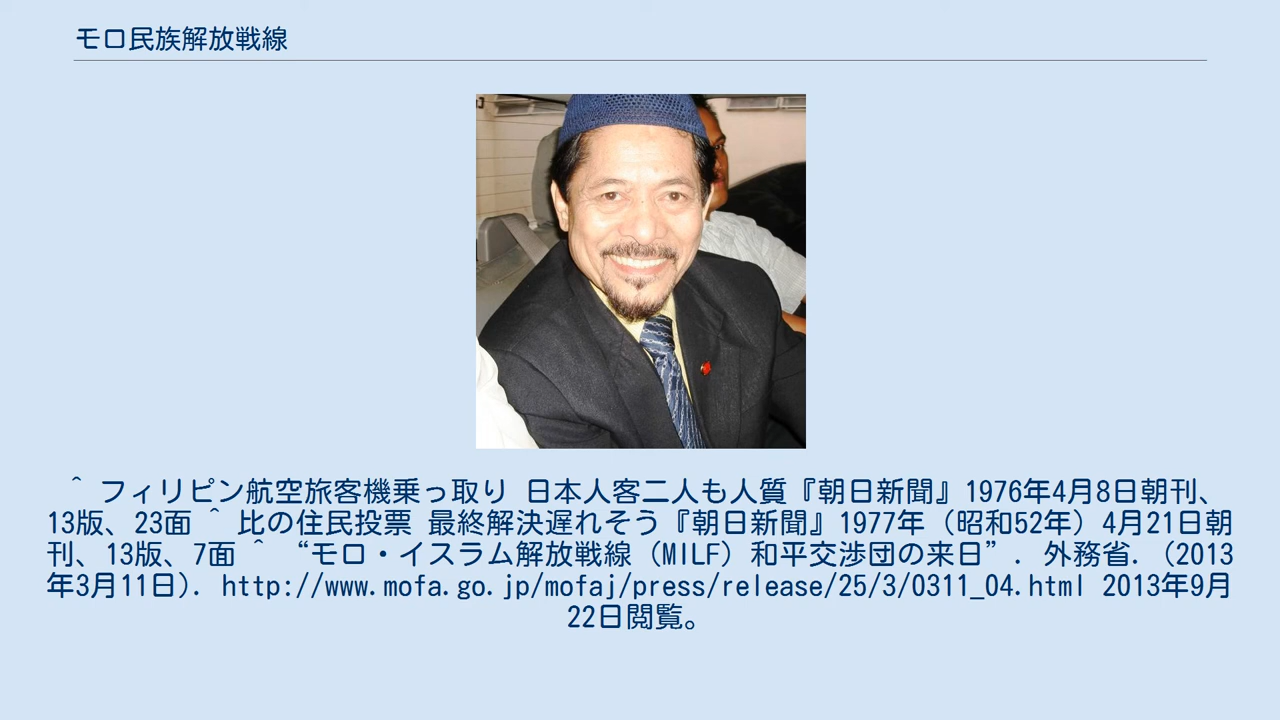 モロ民族解放戦線
^ フィリピン航空旅客機乗っ取り 日本人客二人も人質『朝日新聞』1976年4月8日朝刊、
13版、23面 ^ 比の住民投票 最終解決遅れそう『朝日新聞』1977年（昭和52年）4月21日朝
刊、13版、7面 ^ “モロ・イスラム解放戦線（MILF）和平交渉団の来日”. 外務省. (2013
年3月11日). http://www.mofa.go.jp/mofaj/press/release/25/3/0311_04.html 2013年9月
22日閲覧。